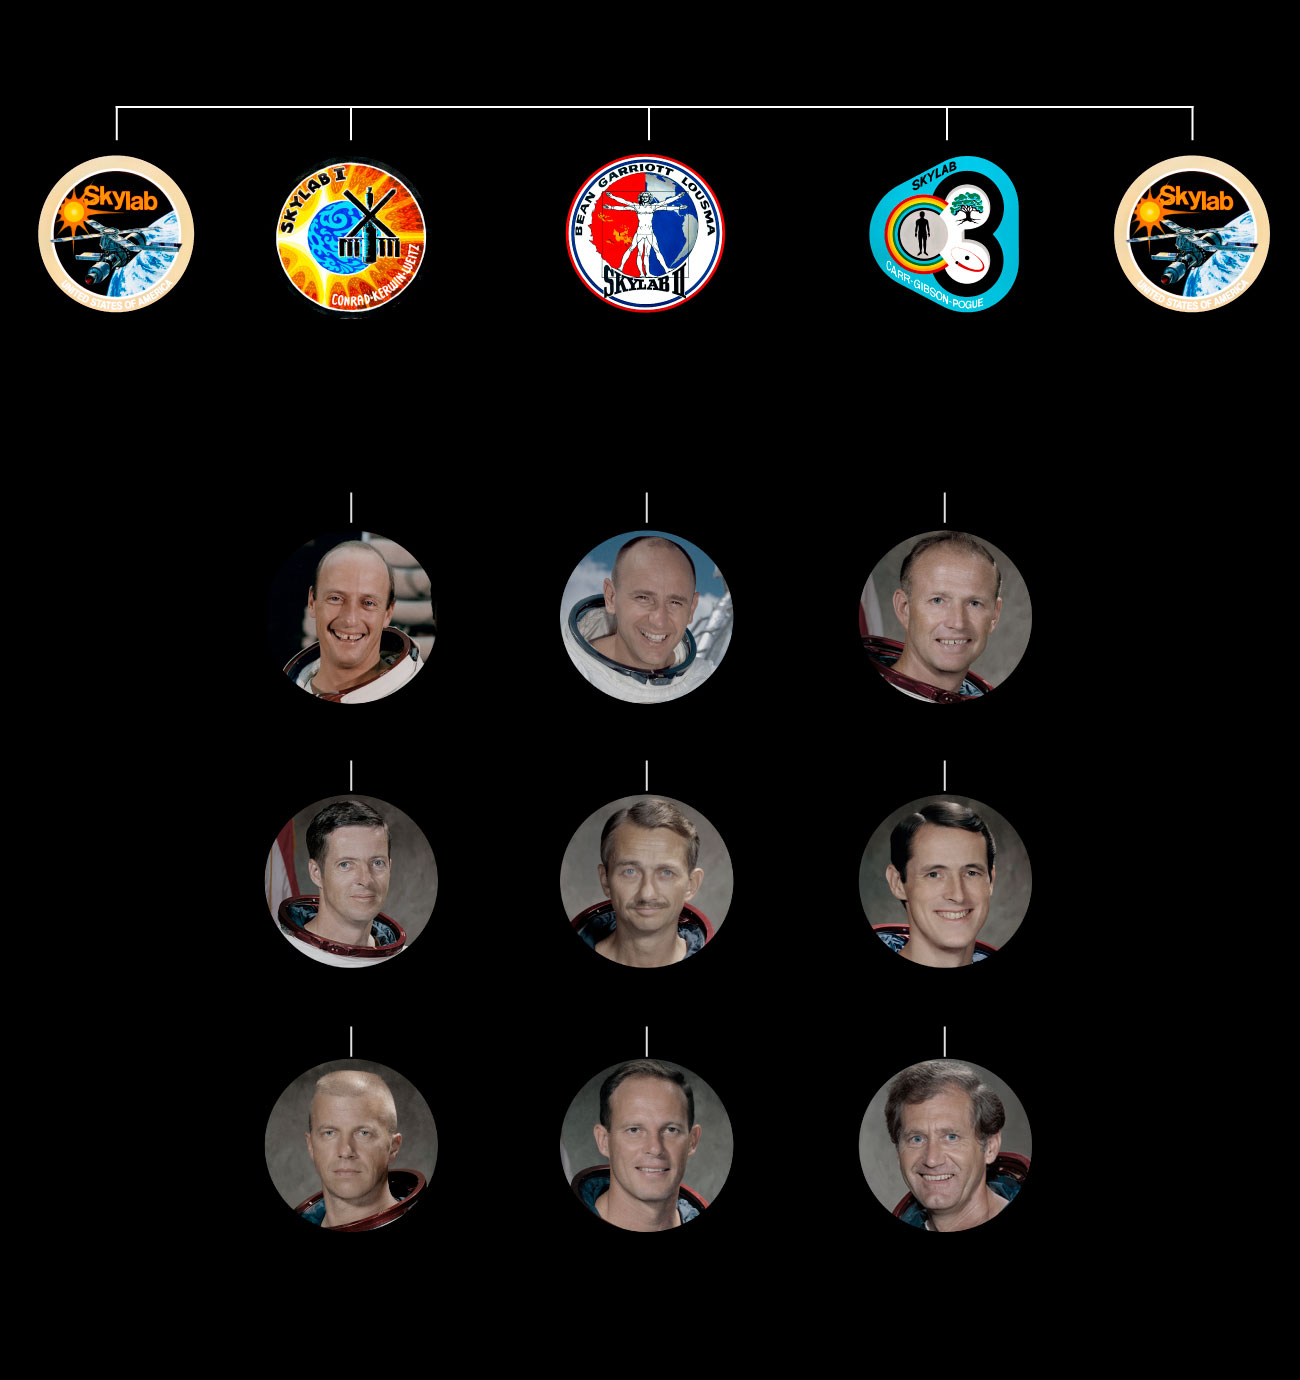 Skylab
UNITED STATES OF AMERICA
SKYLAB I
CONRAD-KERWIN-WEITZ
BEAN GARRIOTT LOUSMA
SKYLAB II
SKYLAB
CARR-GIBSON-POGUE
Skylab
UNITED STATES OF AMERICA